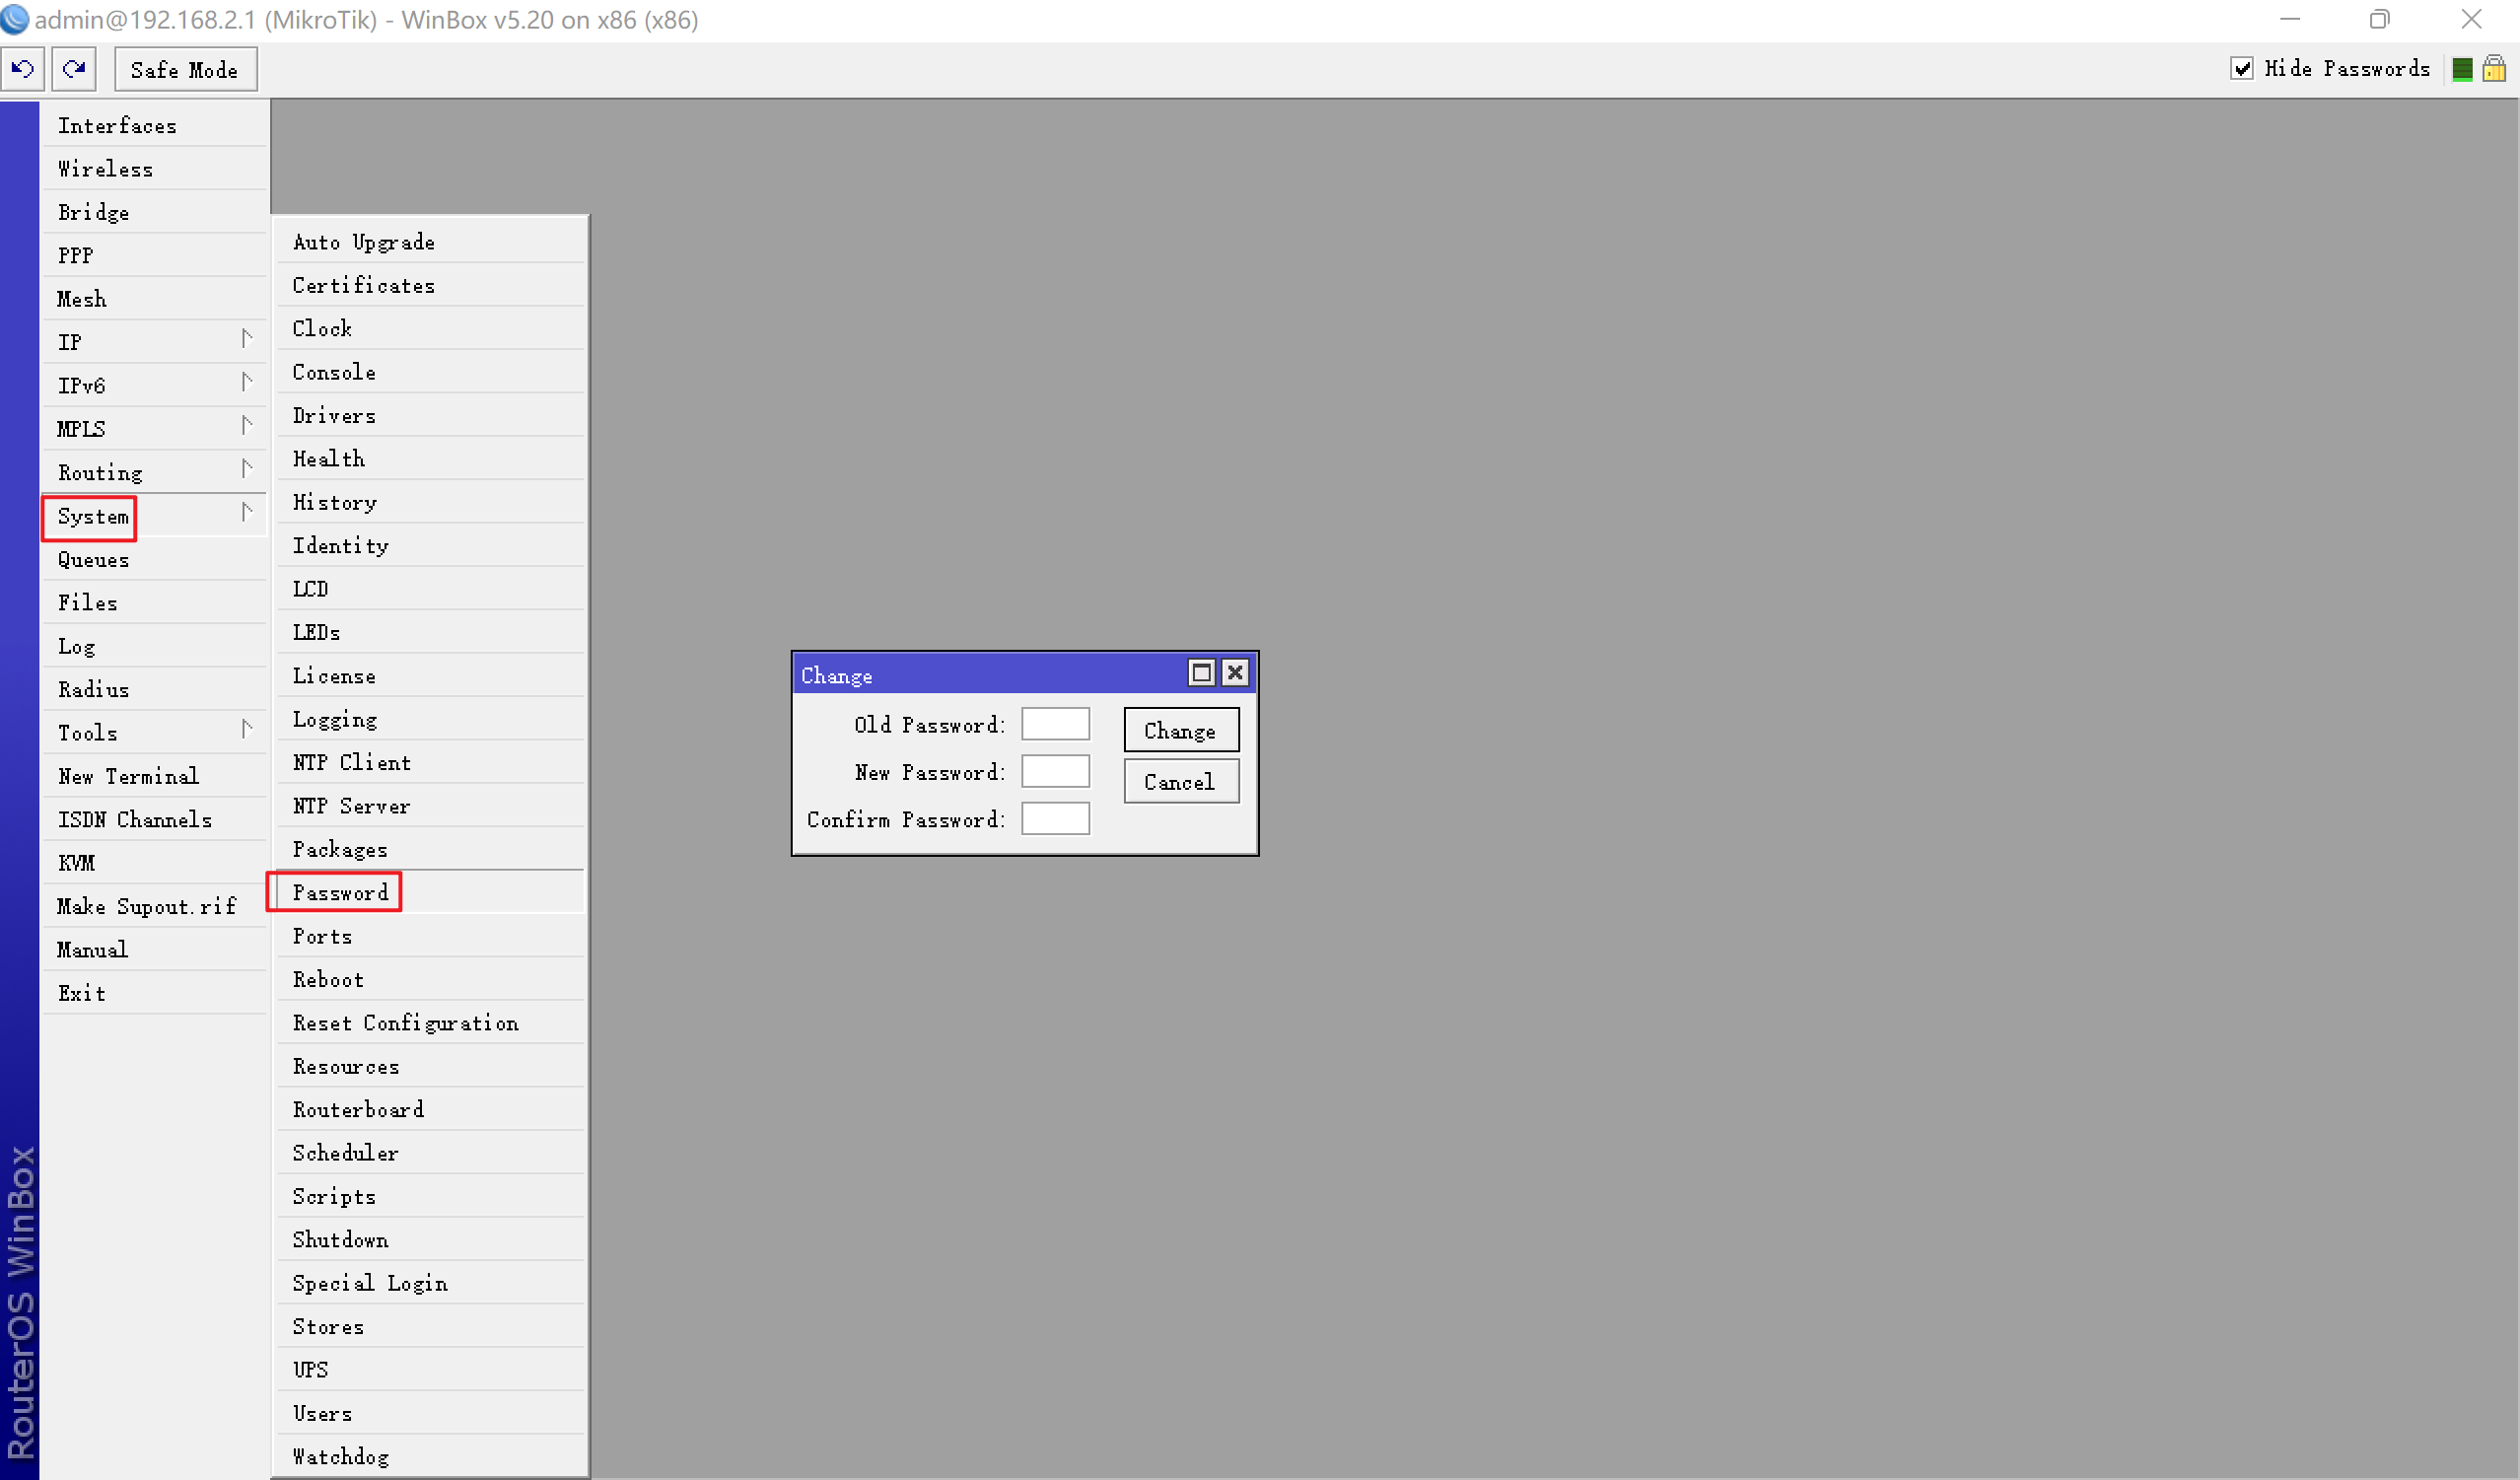 admin@192.168.2.1 (MikroTik) - WinBox v5.20 on x86 (x86)
Safe Mode
Hide Passwords
Interfaces
Wireless
Bridge
PPP
Mesh
IP
IPv6
MPLS
Routing
System
Queues
Files
Log
Radius
Tools
New Terminal
ISDN Channels
KVM
Make Supout.rif
Manual
Exit
RouterOS WinBox
Auto Upgrade
Certificates
Clock
Console
Drivers
Health
History
Identity
LCD
LEDs
License
Logging
NTP Client
NTP Server
Packages
Password
Ports
Reboot
Reset Configuration
Resources
Routerboard
Scheduler
Scripts
Shutdown
Special Login
Stores
UPS
Users
Watchdog
Change
Old Password:
New Password:
Confirm Password:
Change
Cancel